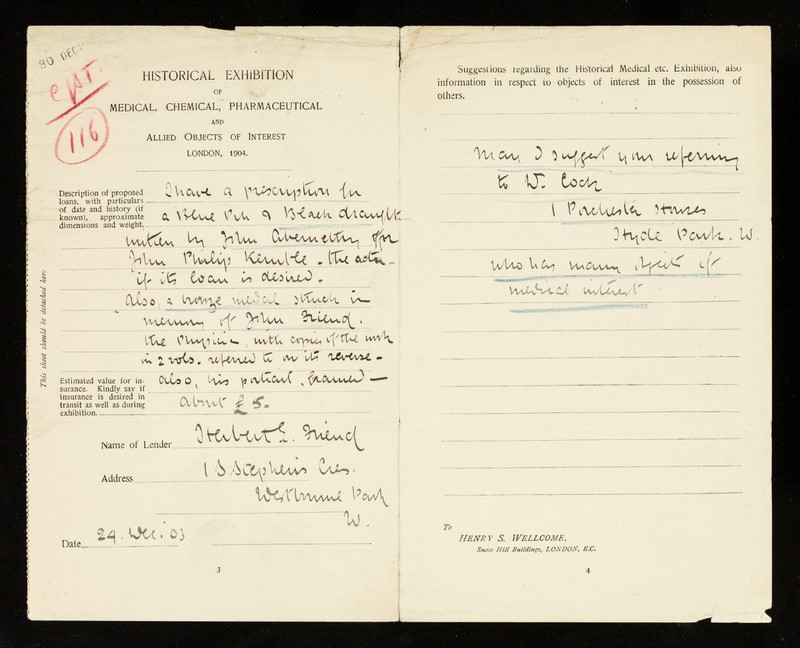 30 DEC
est.
116
HISTORICAL EXHIBITION
OF
MEDICAL, CHEMICAL, PHARMACEUTICAL
AND
ALLIED OBJECTS OF INTEREST
LONDON, 1904.
Description of proposed
loans, with particulars
of date and history (if
known), approximate
dimensions and weight.
I have a prescription for
a Blue Pill & Black draught
written by John Abernethy for
John Philip Kemble - the actor -
if its loan is desired.
Also, a bronze medal struck in
memory of John Friend,
the Physician, with copies of the work
in 2 vols. referred to on its reverse -
Estimated value for in-
surance. Kindly say if
insurance is desired in
transit as well as during
exhibition.
also, his portrait, framed —
about £5.
Name of Lender Herbert E. Friend
Address 1 S. Stephen's Cres.
Westbourne Park
W.
Date 24. Dec. 03
3
This sheet should be detached here
Suggestions regarding the Historical Medical etc. Exhibition, also
information in respect to objects of interest in the possession of
others.
May I suggest your referring
to W. Cock
1 Porchester Houses
Hyde Park. W.
who has many objects of
medical interest
To
HENRY S. WELLCOME,
Snow Hill Buildings, LONDON, E.C.
4